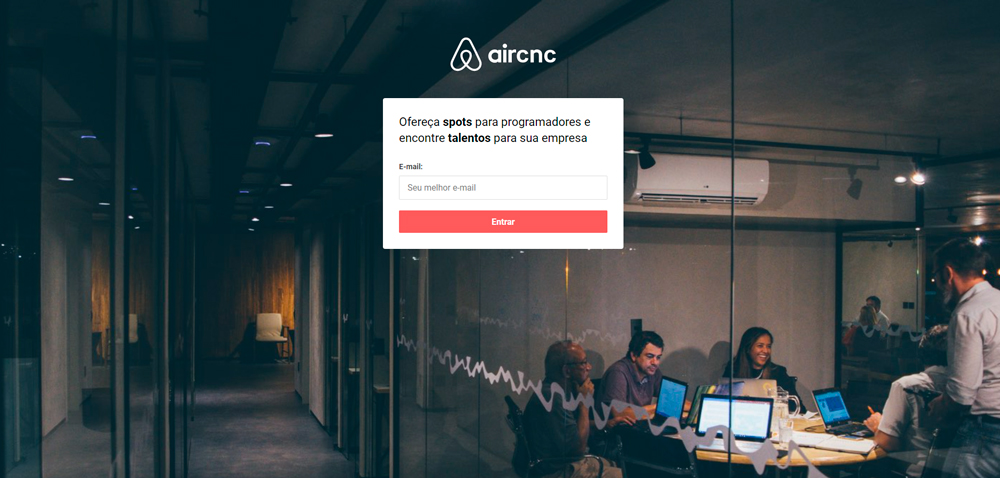 aircnc
Ofereça spots para programadores e
encontre talentos para sua empresa
E-mail:
Seu melhor e-mail
Entrar